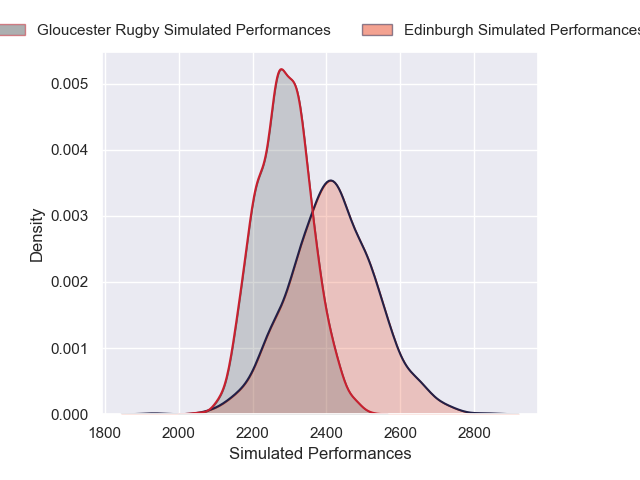 Gloucester Rugby Simulated Performances
Edinburgh Simulated Performances
0.005
0.004
0.003
0.002
0.001
0.000
Density
1800 2000 2200 2400 2600 2800
Simulated Performances